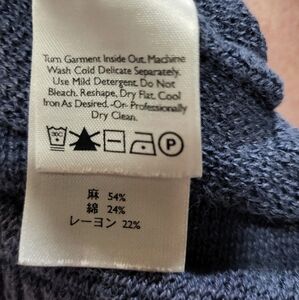 Turn Garment Inside Out. Machine
Wash Cold Delicate Separately.
Use Mild Detergent. Do Not
Bleach, Reshape, Dry Flat. Cool
Iron As Desired. -Or- Professionally
Dry Clean.
P
麻 54%
綿 24%
レーヨン 22%